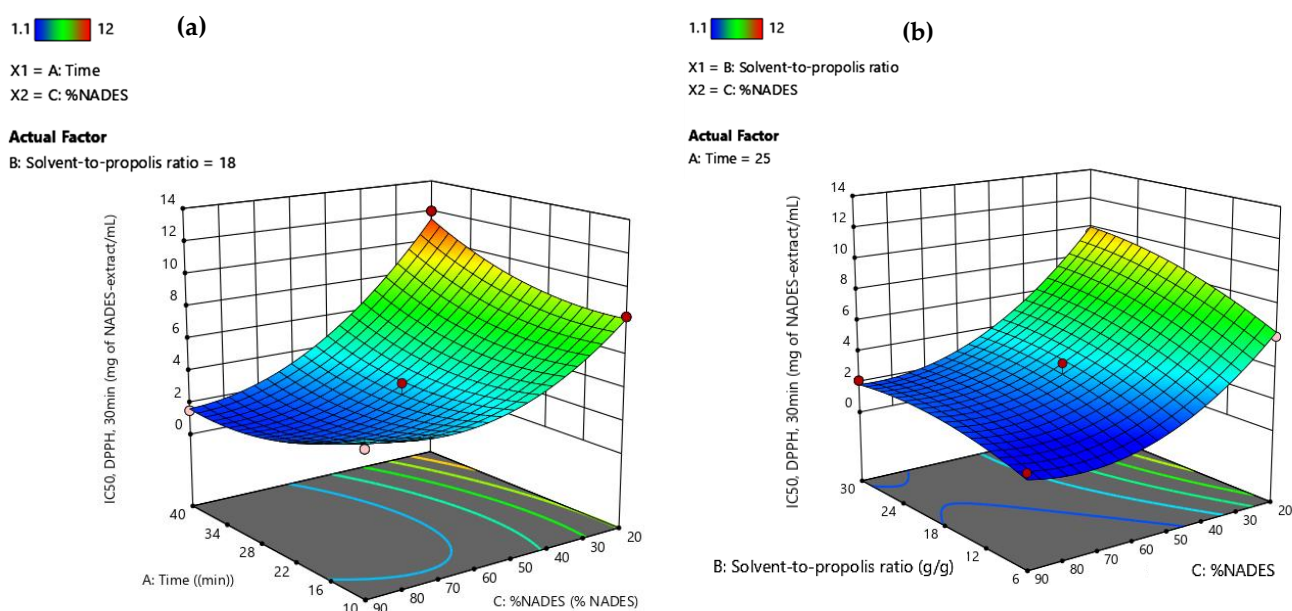 1.1 12 (a)
X1 = A: Time
X2 = C: %NADES
Actual Factor
B: Solvent-to-propolis ratio = 18
14
12
10
8
6
4
2
0
IC50, DPPH, 30min (mg of NADES-extract/mL)
40
34
28
22
16
10
A: Time ((min))
90
80
70
60
50
40
30
20
C: %NADES (% NADES)
1.1 12 (b)
X1 = B: Solvent-to-propolis ratio
X2 = C: %NADES
Actual Factor
A: Time = 25
14
12
10
8
6
4
2
0
IC50, DPPH, 30min (mg of NADES-extract/mL)
30
24
18
12
6
B: Solvent-to-propolis ratio (g/g)
90
80
70
60
50
40
30
20
C: %NADES